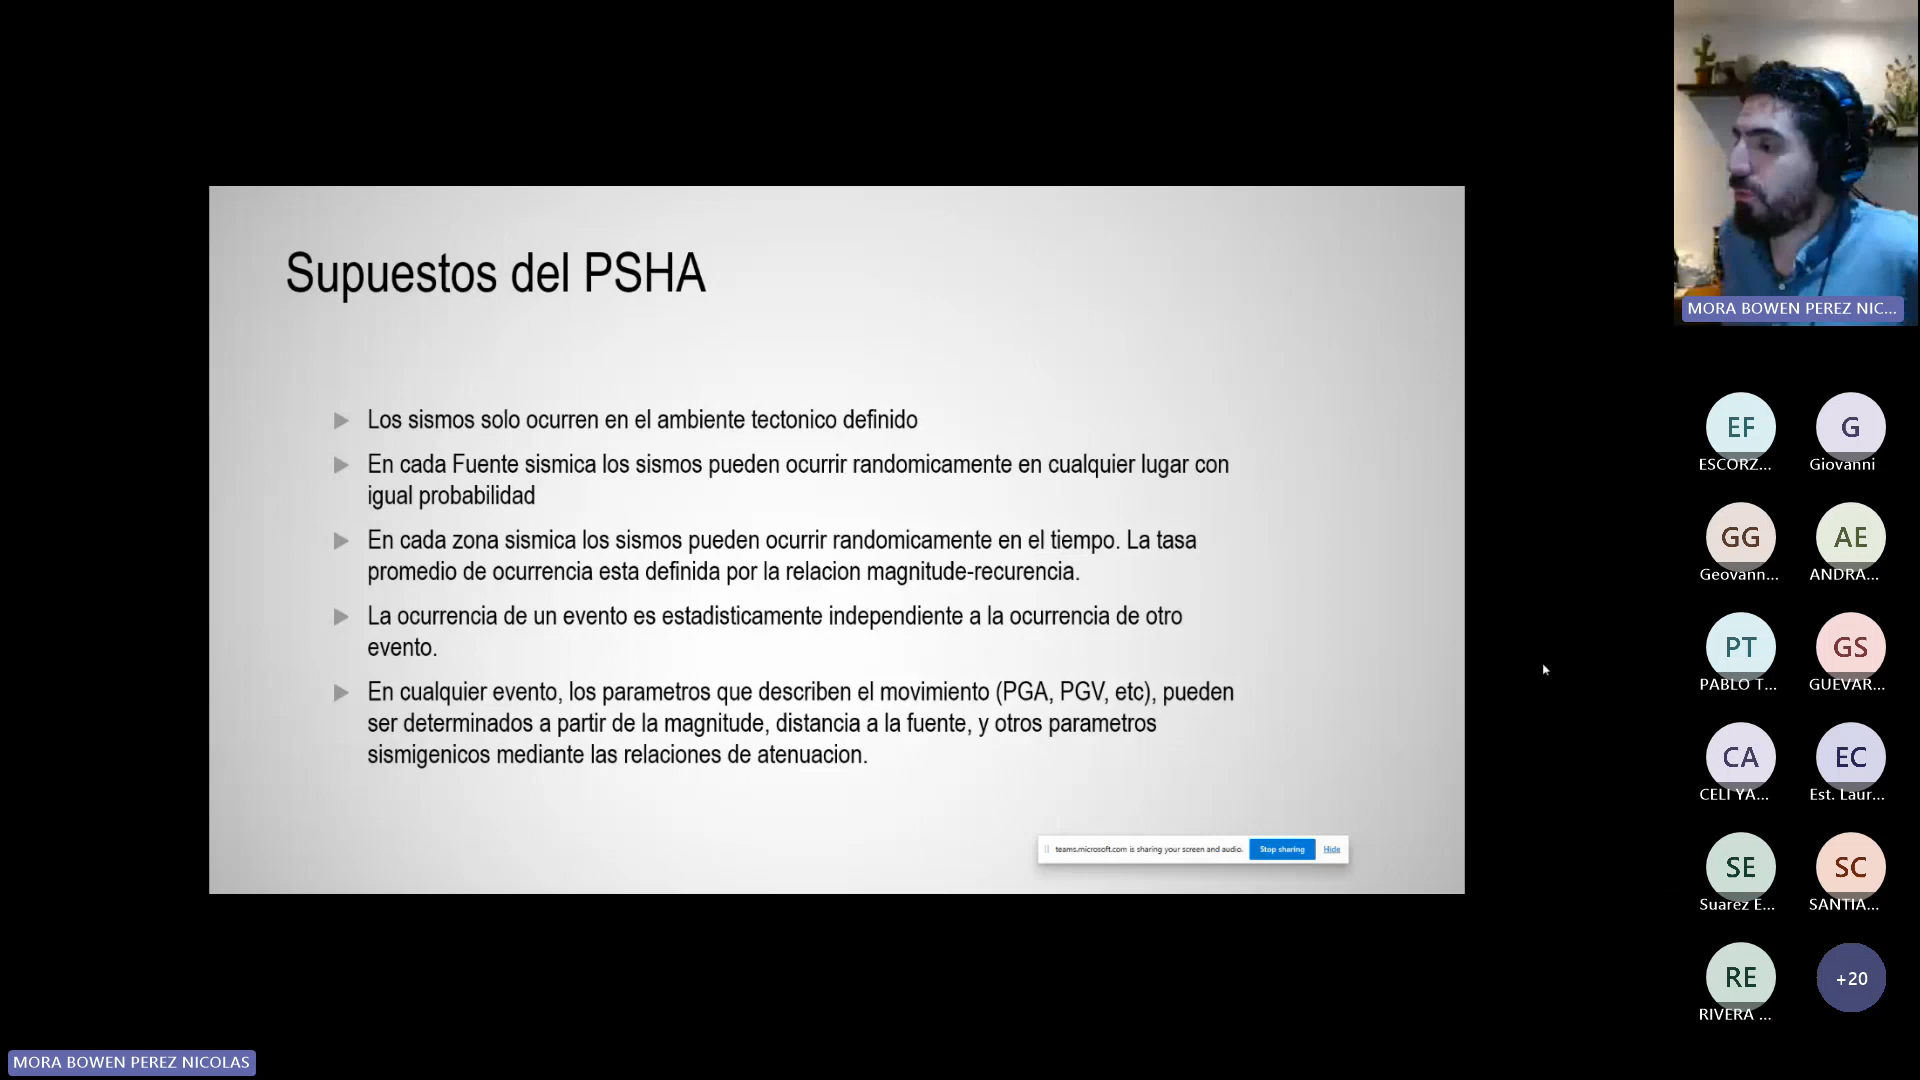 Supuestos del PSHA
Los sismos solo ocurren en el ambiente tectonico definido
En cada Fuente sismica los sismos pueden ocurrir randomicamente en cualquier lugar con
igual probabilidad
En cada zona sismica los sismos pueden ocurrir randomicamente en el tiempo. La tasa
promedio de ocurrencia esta definida por la relacion magnitude-recurencia.
La ocurrencia de un evento es estadisticamente independiente a la ocurrencia de otro
evento.
En cualquier evento, los parametros que describen el movimiento (PGA, PGV, etc), pueden
ser determinados a partir de la magnitude, distancia a la fuente, y otros parametros
sismigenicos mediante las relaciones de atenuacion.
teams.microsoft.com is sharing your screen and audio. Stop sharing Hide
MORA BOWEN PEREZ NIC...
EF G
ESCORZ... Giovanni
GG AE
Geovann... ANDRA...
PT GS
PABLO T... GUEVAR...
CA EC
CELI YA... Est. Laur...
SE SC
Suarez E... SANTIA...
RE +20
RIVERA ...
MORA BOWEN PEREZ NICOLAS